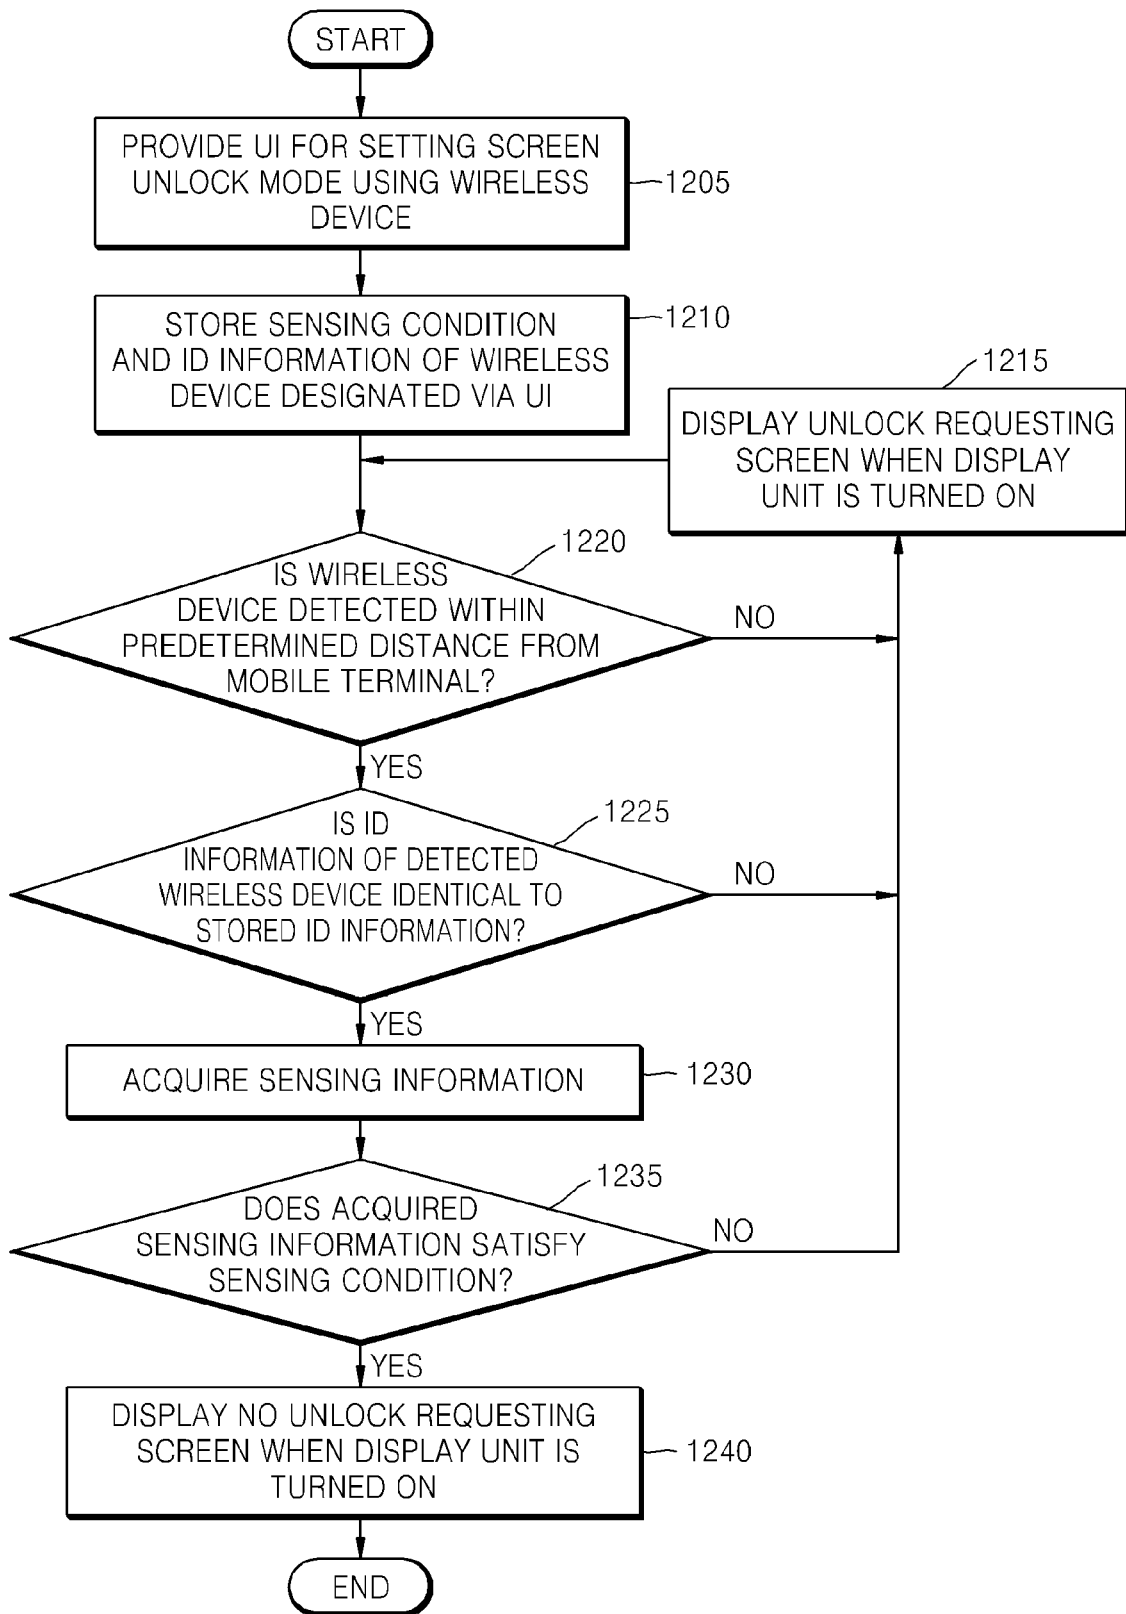 START
PROVIDE UI FOR SETTING SCREEN
UNLOCK MODE USING WIRELESS
DEVICE
1205
STORE SENSING CONDITION
AND ID INFORMATION OF WIRELESS
DEVICE DESIGNATED VIA UI
1210
1215
DISPLAY UNLOCK REQUESTING
SCREEN WHEN DISPLAY
UNIT IS TURNED ON
1220
IS WIRELESS
DEVICE DETECTED WITHIN
PREDETERMINED DISTANCE FROM
MOBILE TERMINAL?
NO
YES
1225
IS ID
INFORMATION OF DETECTED
WIRELESS DEVICE IDENTICAL TO
STORED ID INFORMATION?
NO
YES
ACQUIRE SENSING INFORMATION
1230
1235
DOES ACQUIRED
SENSING INFORMATION SATISFY
SENSING CONDITION?
NO
YES
DISPLAY NO UNLOCK REQUESTING
SCREEN WHEN DISPLAY UNIT IS
TURNED ON
1240
END